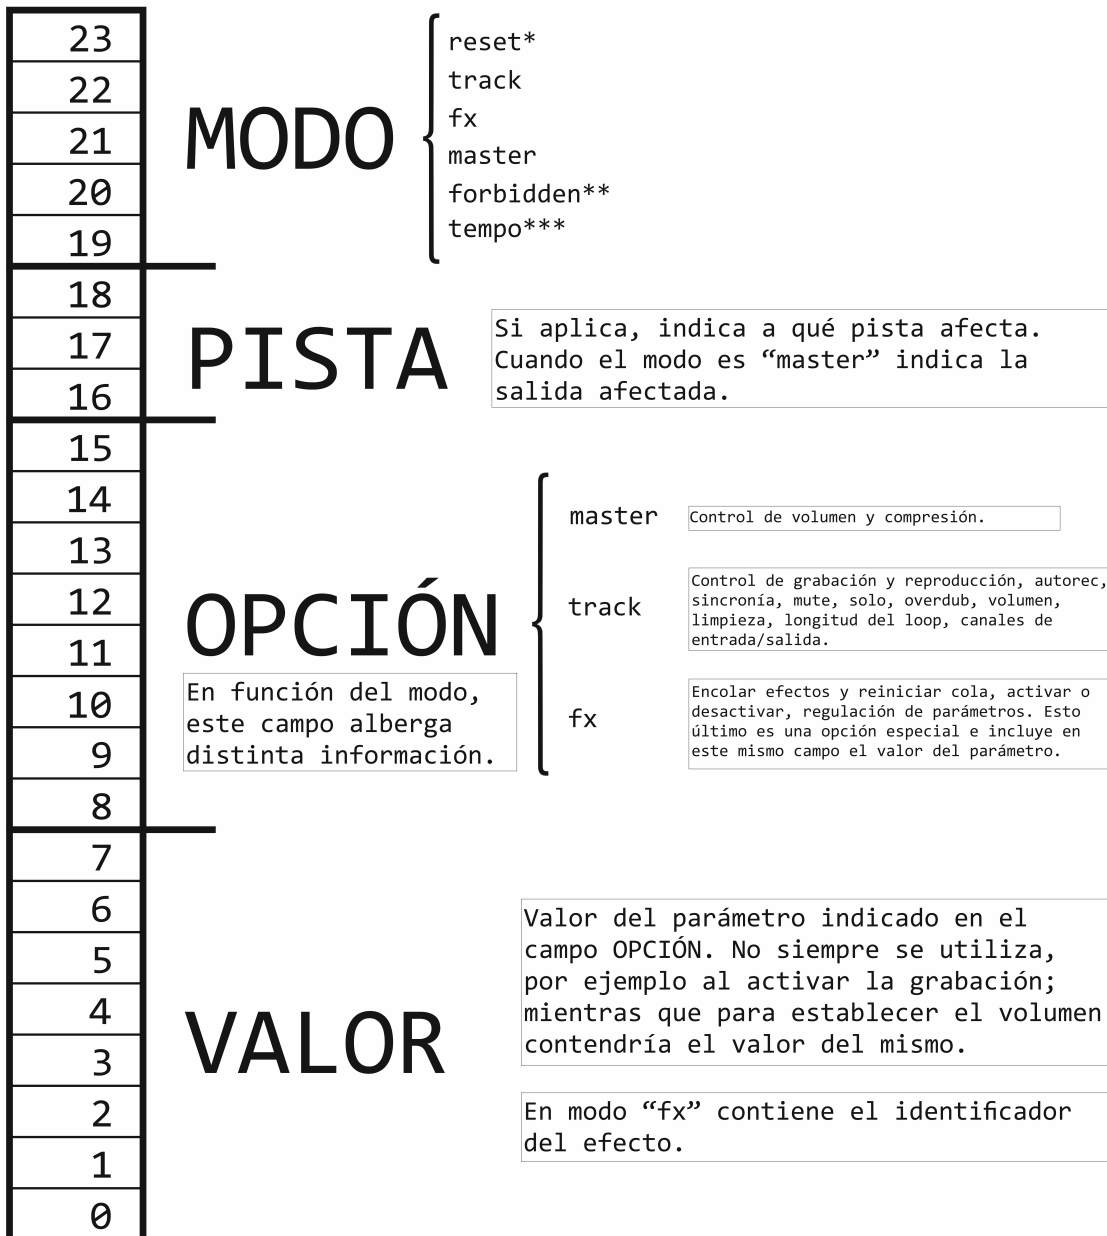 23
22
21
20
19
18
17
16
15
14
13
12
11
10
9
8
7
6
5
4
3
2
1
0
MODO
reset*
track
fx
master
forbidden**
tempo***
PISTA
Si aplica, indica a qué pista afecta.
Cuando el modo es “master” indica la
salida afectada.
OPCIÓN
En función del modo,
este campo alberga
distinta información.
master
Control de volumen y compresión.
track
Control de grabación y reproducción, autorec,
sincronía, mute, solo, overdub, volumen,
limpieza, longitud del loop, canales de
entrada/salida.
fx
Encolar efectos y reiniciar cola, activar o
desactivar, regulación de parámetros. Esto
último es una opción especial e incluye en
este mismo campo el valor del parámetro.
VALOR
Valor del parámetro indicado en el
campo OPCIÓN. No siempre se utiliza,
por ejemplo al activar la grabación;
mientras que para establecer el volumen
contendría el valor del mismo.
En modo “fx” contiene el identificador
del efecto.